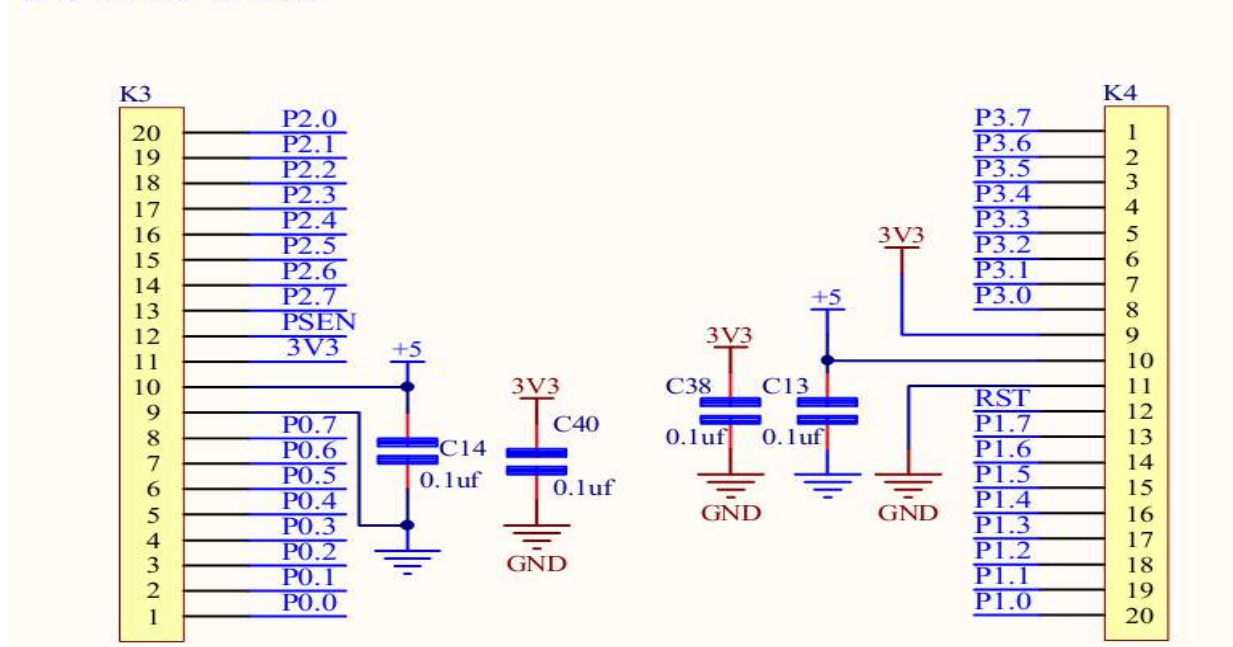 K3
20 P2.0
19 P2.1
18 P2.2
17 P2.3
16 P2.4
15 P2.5
14 P2.6
13 P2.7
12 PSEN
11 3V3
10
9
8 P0.7
7 P0.6
6 P0.5
5 P0.4
4 P0.3
3 P0.2
2 P0.1
1 P0.0
+5
C14
0.1uf
3V3
C40
0.1uf
GND
3V3
C38
0.1uf
GND
+5
C13
0.1uf
3V3
GND
K4
P3.7 1
P3.6 2
P3.5 3
P3.4 4
P3.3 5
P3.2 6
P3.1 7
P3.0 8
9
10
11
RST 12
P1.7 13
P1.6 14
P1.5 15
P1.4 16
P1.3 17
P1.2 18
P1.1 19
P1.0 20